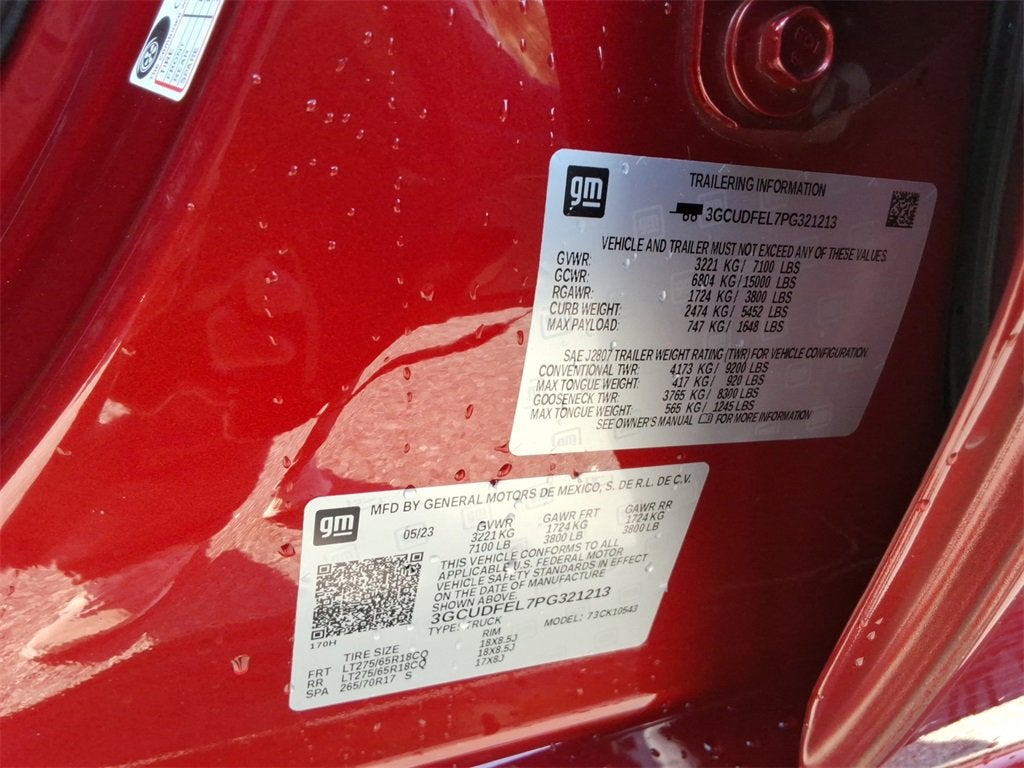 TIRE
FRONT
REAR
SPARE
gm
TRAILERING INFORMATION
3GCUDFEL7PG321213
VEHICLE AND TRAILER MUST NOT EXCEED ANY OF THESE VALUES.
GVWR: 3221 KG/ 7100 LBS
GCWR: 6804 KG/15000 LBS
RGAWR: 1724 KG/ 3800 LBS
CURB WEIGHT: 2474 KG/ 5452 LBS
MAX PAYLOAD: 747 KG/ 1648 LBS
SAE J2807 TRAILER WEIGHT RATING (TWR) FOR VEHICLE CONFIGURATION
CONVENTIONAL TWR: 4173 KG/ 9200 LBS
MAX TONGUE WEIGHT: 417 KG/ 920 LBS
GOOSENECK TWR: 3765 KG/ 8300 LBS
MAX TONGUE WEIGHT: 565 KG/ 1245 LBS
SEE OWNER'S MANUAL FOR MORE INFORMATION
gm
MFD BY GENERAL MOTORS DE MEXICO, S. DE R.L. DE C.V.
05/23 GVWR GAWR FRT GAWR RR
3221 KG 1724 KG 1724 KG
7100 LB 3800 LB 3800 LB
THIS VEHICLE CONFORMS TO ALL
APPLICABLE U.S. FEDERAL MOTOR
VEHICLE SAFETY STANDARDS IN EFFECT
ON THE DATE OF MANUFACTURE
SHOWN ABOVE.
3GCUDFEL7PG321213
170H TYPE: TRUCK MODEL: 73CK10543
TIRE SIZE RIM
FRT LT275/65R18CQ 18X8.5J
RR LT275/65R18CQ 18X8.5J
SPA 265/70R17 S 17X8J